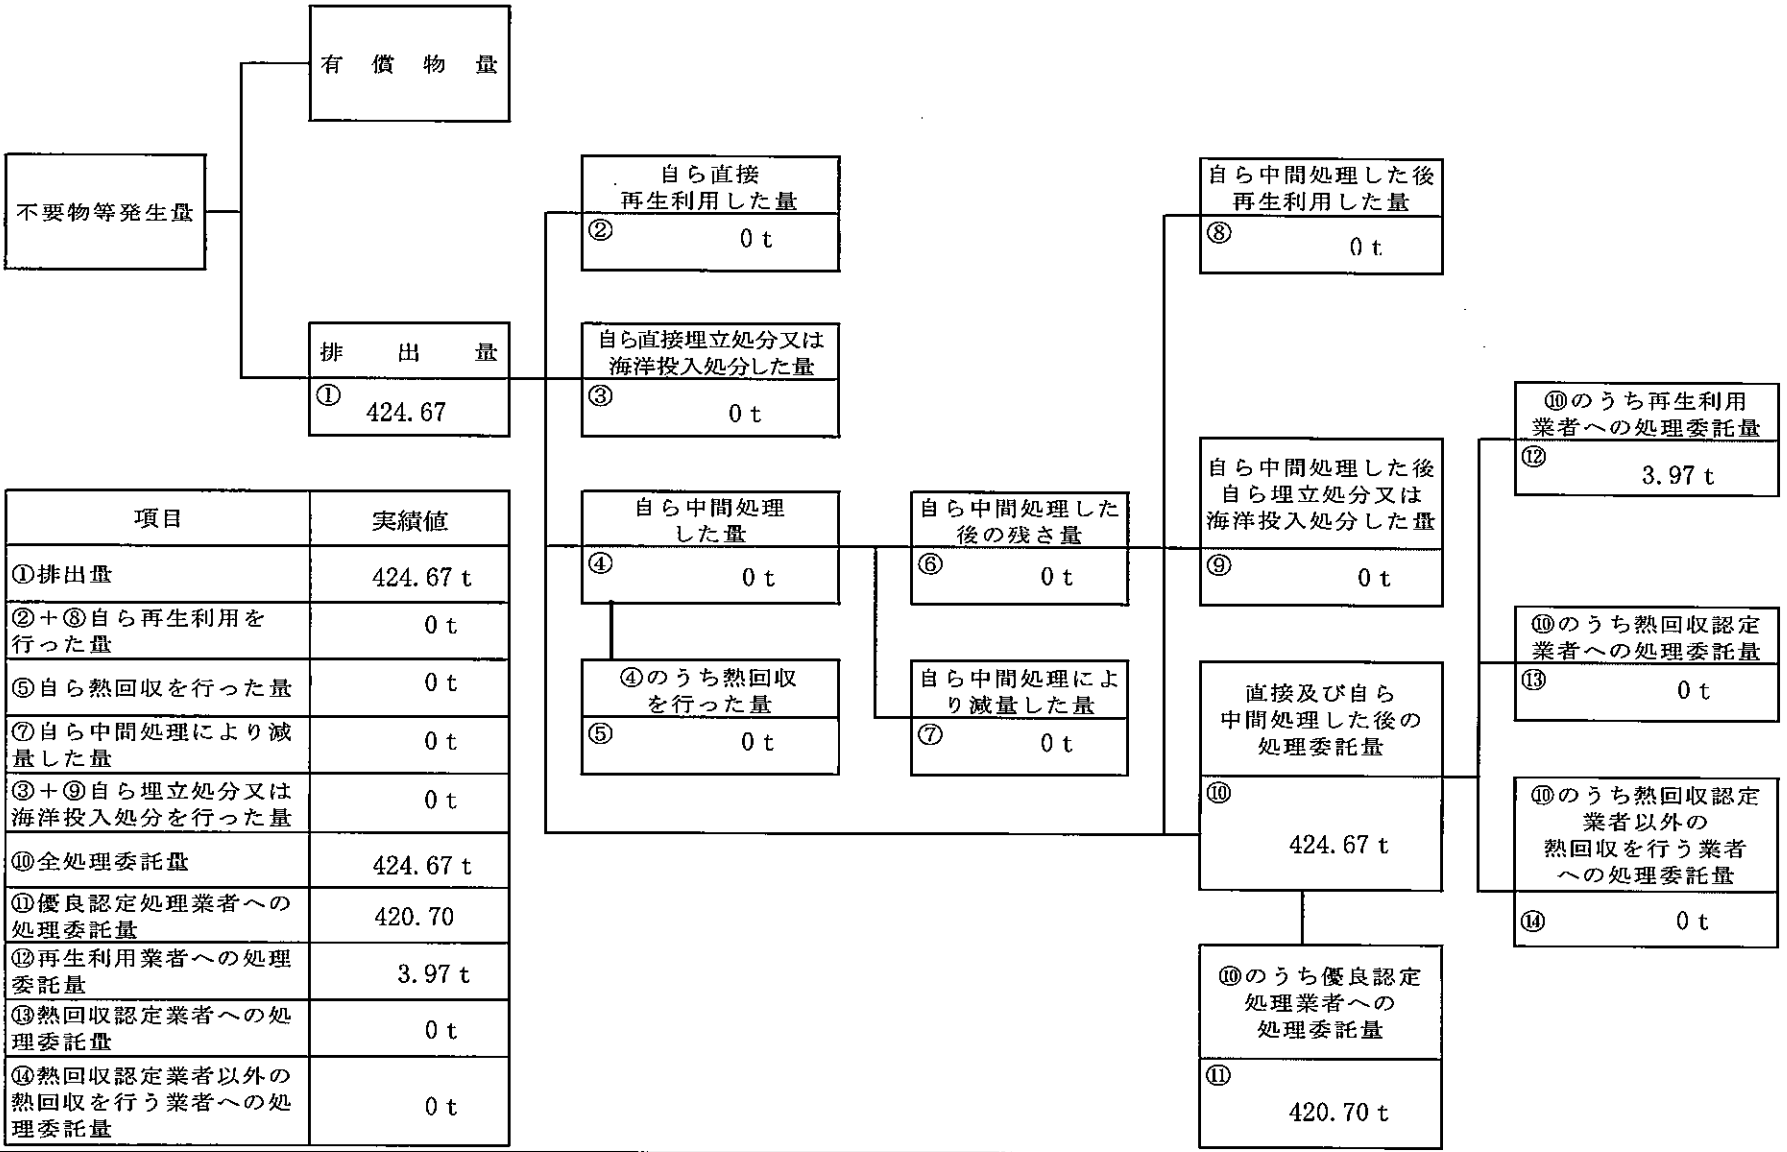 有償物量
不要物等発生量
排出量
①
424.67
自ら直接
再生利用した量
②
0 t
自ら直接埋立処分又は
海洋投入処分した量
③
0 t
自ら中間処理
した量
④
0 t
④のうち熱回収
を行った量
⑤
0 t
自ら中間処理した
後の残さ量
⑥
0 t
自ら中間処理によ
り減量した量
⑦
0 t
自ら中間処理した後
再生利用した量
⑧
0 t
自ら中間処理した後
自ら埋立処分又は
海洋投入処分した量
⑨
0 t
直接及び自ら
中間処理した後の
処理委託量
⑩
424.67 t
⑩のうち優良認定
処理業者への
処理委託量
⑪
420.70 t
⑩のうち再生利用
業者への処理委託量
⑫
3.97 t
⑩のうち熱回収認定
業者への処理委託量
⑬
0 t
⑩のうち熱回収認定
業者以外の
熱回収を行う業者
への処理委託量
⑭
0 t
項目 実績値
①排出量 424.67 t
②+⑧自ら再生利用を
行った量 0 t
⑤自ら熱回収を行った量 0 t
⑦自ら中間処理により減
量した量 0 t
③+⑨自ら埋立処分又は
海洋投入処分を行った量 0 t
⑩全処理委託量 424.67 t
⑪優良認定処理業者への
処理委託量 420.70
⑫再生利用業者への処理
委託量 3.97 t
⑬熱回収認定業者への処
理委託量 0 t
⑭熱回収認定業者以外の
熱回収を行う業者への処
理委託量 0 t